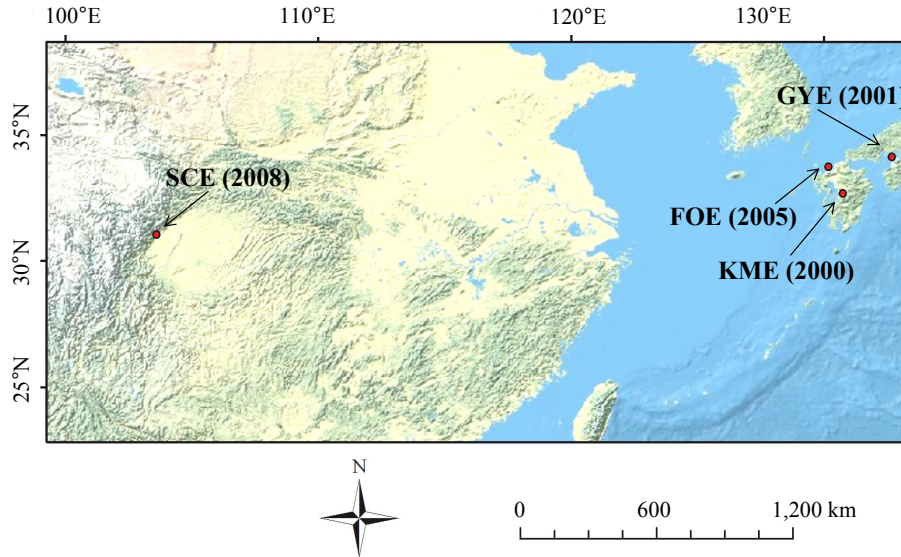 100°E 110°E 120°E 130°E
GYE (2001)
35°N
SCE (2008)
FOE (2005)
30°N
KME (2000)
25°N
N
0 600 1,200 km